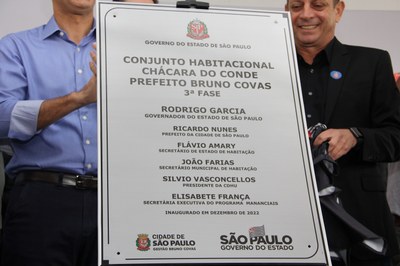 GOVERNO DO ESTADO DE SÃO PAULO
CONJUNTO HABITACIONAL
CHÁCARA DO CONDE
PREFEITO BRUNO COVAS
3ª FASE
RODRIGO GARCIA
GOVERNADOR DO ESTADO DE SÃO PAULO
RICARDO NUNES
PREFEITO DA CIDADE DE SÃO PAULO
FLÁVIO AMARY
SECRETÁRIO DE ESTADO DE HABITAÇÃO
JOÃO FARIAS
SECRETÁRIO MUNICIPAL DE HABITAÇÃO
SILVIO VASCONCELLOS
PRESIDENTE DA CDHU
ELISABETE FRANÇA
SECRETÁRIA EXECUTIVA DO PROGRAMA MANANCIAIS
INAUGURADO EM DEZEMBRO DE 2022
CIDADE DE
SÃO PAULO
GESTÃO BRUNO COVAS
SÃO PAULO
GOVERNO DO ESTADO